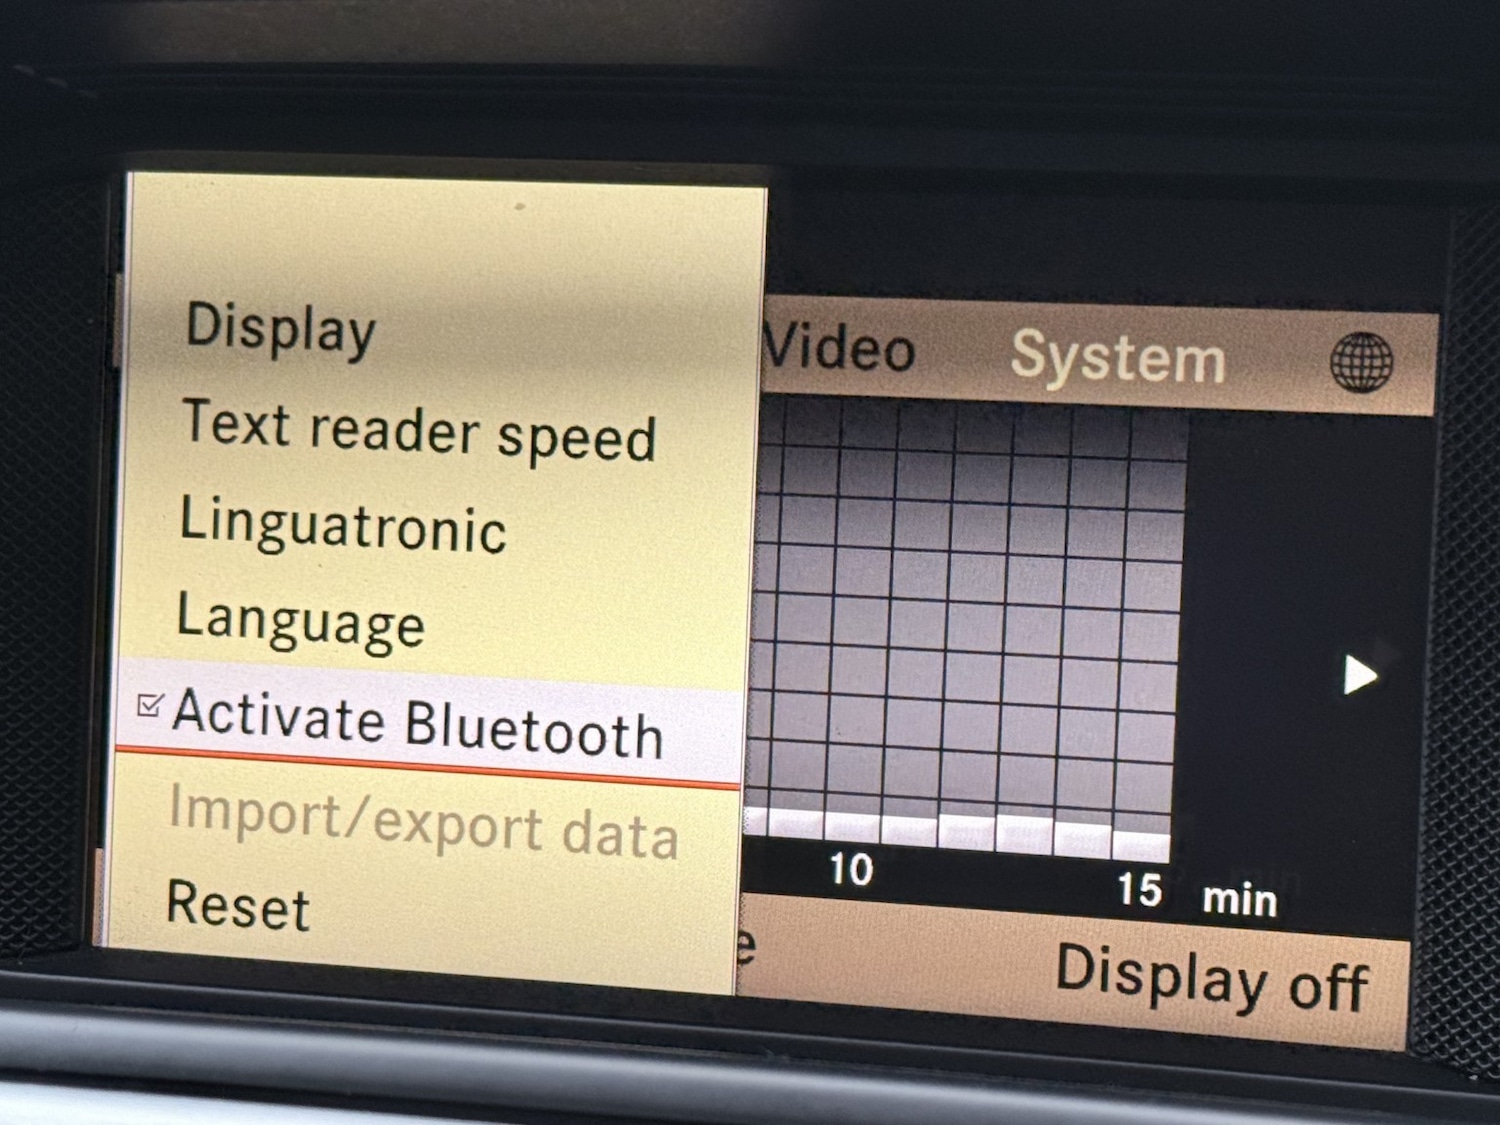 Display
Text reader speed
Linguatronic
Language
Activate Bluetooth
Import/export data
Reset
Video System
10 15 min
e Display off